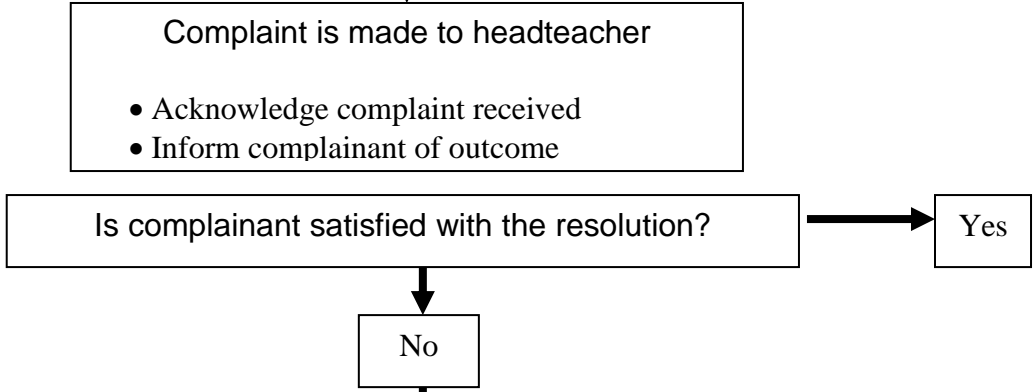 Complaint is made to headteacher
• Acknowledge complaint received
• Inform complainant of outcome
Is complainant satisfied with the resolution?
Yes
No